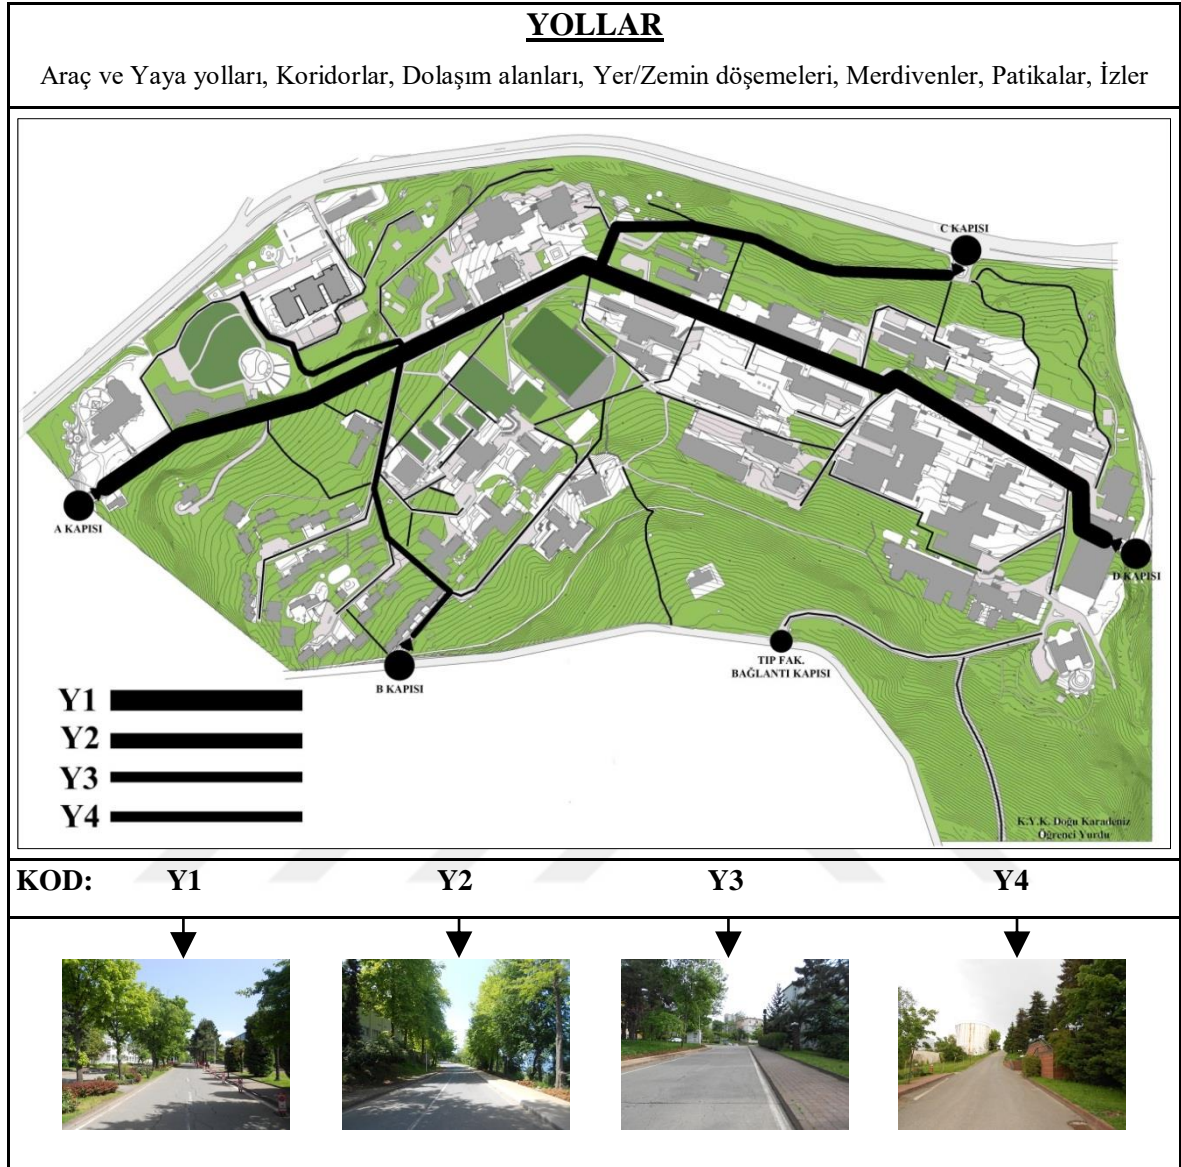 YOLLAR
Araç ve Yaya yolları, Koridorlar, Dolaşım alanları, Yer/Zemin döşemeleri, Merdivenler, Patikalar, İzler
C KAPISI
A KAPISI
D KAPISI
TIP FAK.
BAĞLANTI KAPISI
B KAPISI
Y1
Y2
Y3
Y4
K.Y.K. Doğu Karadeniz
Öğrenci Yurdu
KOD: Y1 Y2 Y3 Y4